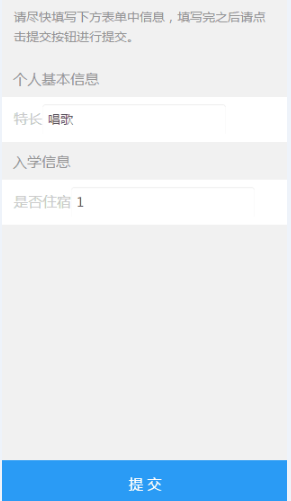 请尽快填写下方表单中信息，填写完之后请点
击提交按钮进行提交。
个人基本信息
特长 唱歌
入学信息
是否住宿 1
提 交